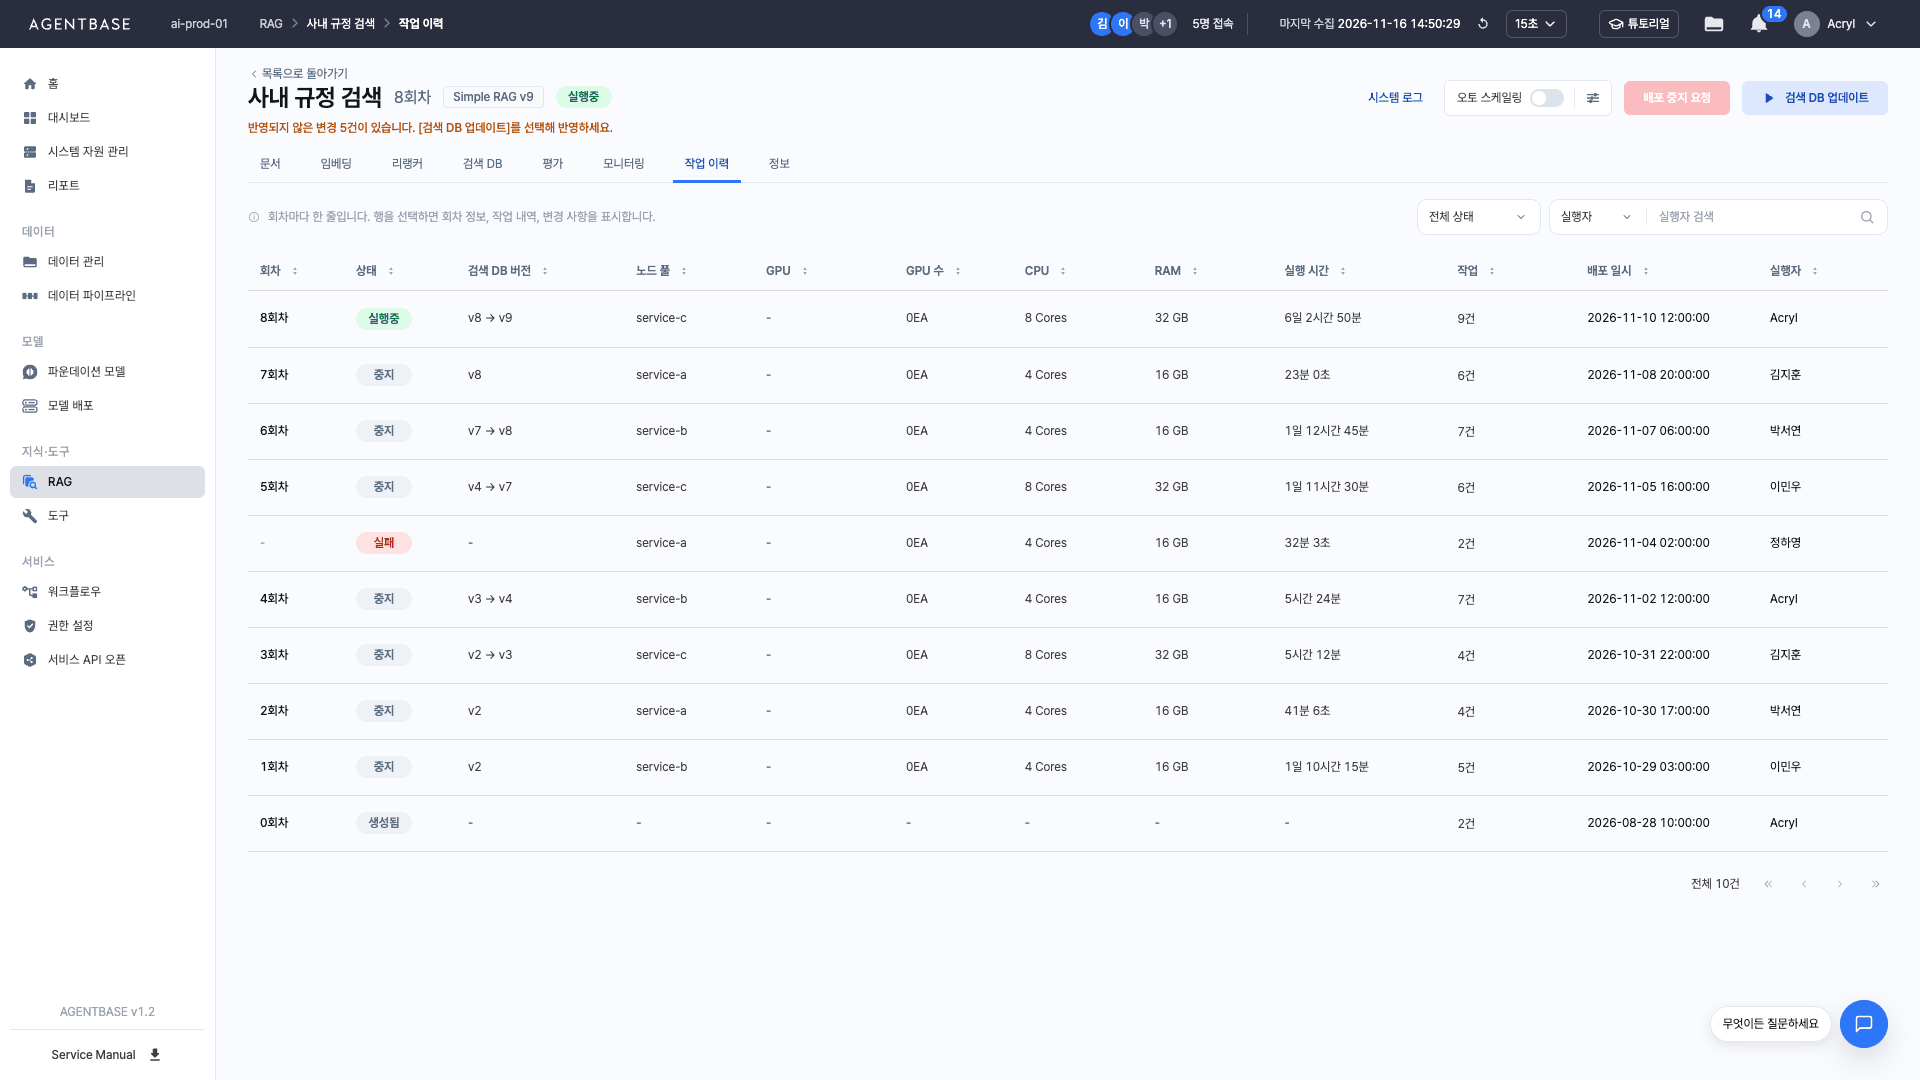 AGENTBASE
ai-prod-01
RAG > 사내 규정 검색 > 작업 이력
김 이 박 +1 5명 접속
마지막 수집 2026-11-16 14:50:29
15초
튜토리얼
14
A Acryl
홈
대시보드
시스템 자원 관리
리포트
데이터
데이터 관리
데이터 파이프라인
모델
파운데이션 모델
모델 배포
지식·도구
RAG
도구
서비스
워크플로우
권한 설정
서비스 API 오픈
AGENTBASE v1.2
Service Manual
목록으로 돌아가기
사내 규정 검색 8회차 Simple RAG v9 실행중
반영되지 않은 변경 5건이 있습니다. [검색 DB 업데이트]를 선택해 반영하세요.
시스템 로그
오토 스케일링
배포 중지 요청
검색 DB 업데이트
문서 임베딩 리랭커 검색 DB 평가 모니터링 작업 이력 정보
회차마다 한 줄입니다. 행을 선택하면 회차 정보, 작업 내역, 변경 사항을 표시합니다.
전체 상태
실행자
실행자 검색
회차 상태 검색 DB 버전 노드 풀 GPU GPU 수 CPU RAM 실행 시간 작업 배포 일시 실행자
8회차 실행중 v8 → v9 service-c - 0EA 8 Cores 32 GB 6일 2시간 50분 9건 2026-11-10 12:00:00 Acryl
7회차 중지 v8 service-a - 0EA 4 Cores 16 GB 23분 0초 6건 2026-11-08 20:00:00 김지훈
6회차 중지 v7 → v8 service-b - 0EA 4 Cores 16 GB 1일 12시간 45분 7건 2026-11-07 06:00:00 박서연
5회차 중지 v4 → v7 service-c - 0EA 8 Cores 32 GB 1일 11시간 30분 6건 2026-11-05 16:00:00 이민우
- 실패 - service-a - 0EA 4 Cores 16 GB 32분 3초 2건 2026-11-04 02:00:00 정하영
4회차 중지 v3 → v4 service-b - 0EA 4 Cores 16 GB 5시간 24분 7건 2026-11-02 12:00:00 Acryl
3회차 중지 v2 → v3 service-c - 0EA 8 Cores 32 GB 5시간 12분 4건 2026-10-31 22:00:00 김지훈
2회차 중지 v2 service-a - 0EA 4 Cores 16 GB 41분 6초 4건 2026-10-30 17:00:00 박서연
1회차 중지 v2 service-b - 0EA 4 Cores 16 GB 1일 10시간 15분 5건 2026-10-29 03:00:00 이민우
0회차 생성됨 - - - - - - - 2건 2026-08-28 10:00:00 Acryl
전체 10건
무엇이든 질문하세요